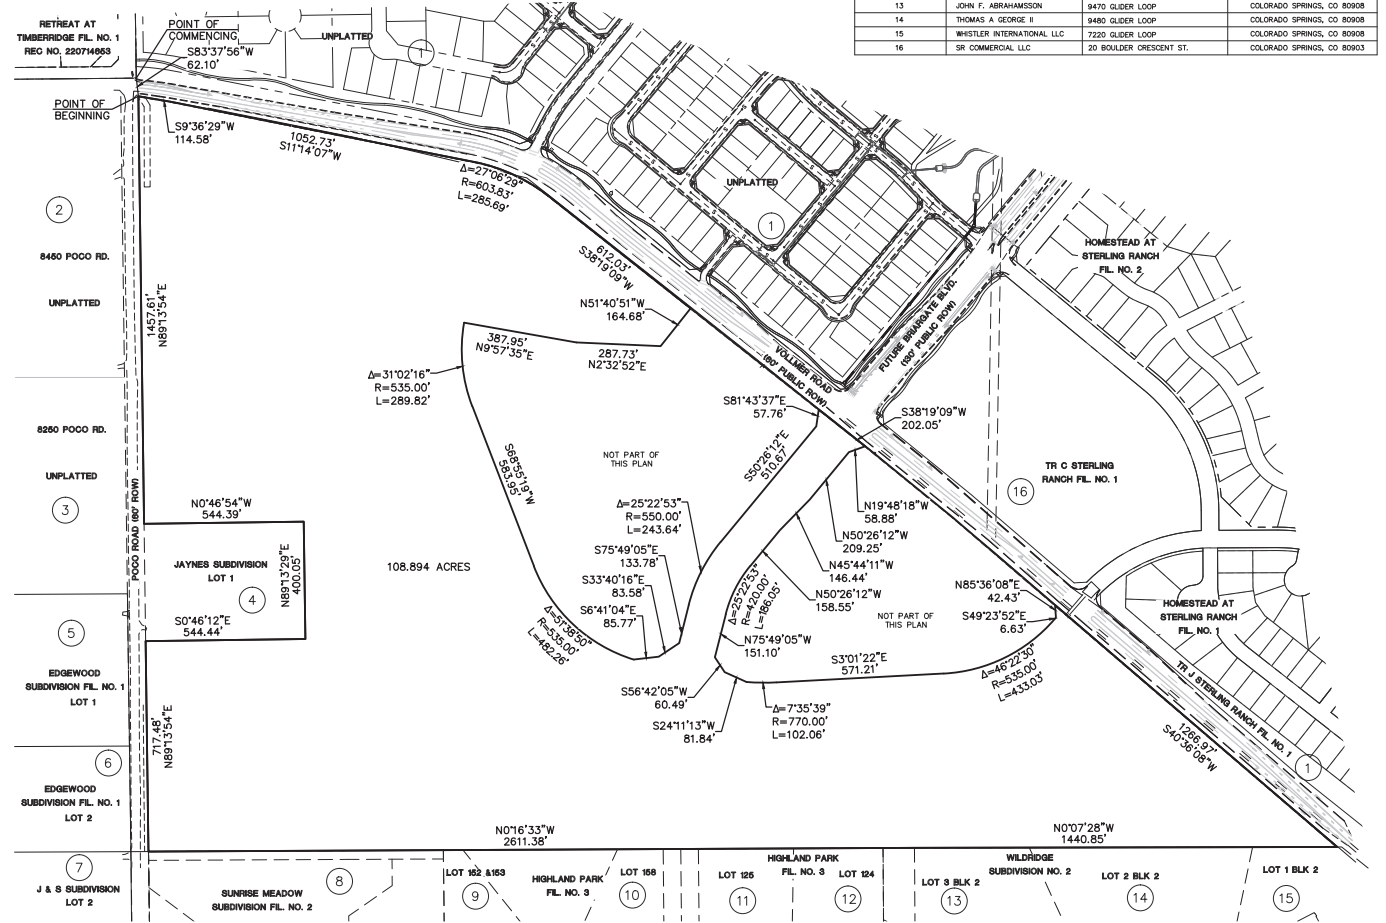 13 JOHN F. ABRAHAMSSON 9470 GLIDER LOOP COLORADO SPRINGS, CO 80908
14 THOMAS A GEORGE II 9480 GLIDER LOOP COLORADO SPRINGS, CO 80908
15 WHISTLER INTERNATIONAL LLC 7220 GLIDER LOOP COLORADO SPRINGS, CO 80908
16 SR COMMERCIAL LLC 20 BOULDER CRESCENT ST. COLORADO SPRINGS, CO 80903
RETREAT AT
TIMBERRIDGE FIL. NO. 1
REC NO. 220714653
POINT OF
COMMENCING
S83°37'56"W
62.10'
UNPLATTED
1
POINT OF
BEGINNING
S9°36'29"W
114.58'
1052.73'
S11°14'07"W
Δ=27°06'29"
R=603.83'
L=285.69'
UNPLATTED
1
2
8450 POCO RD.
UNPLATTED
1457.61'
N89°13'54"E
612.03'
S38°19'09"W
HOMESTEAD AT
STERLING RANCH
FIL. NO. 2
N51°40'51"W
164.68'
387.95'
N9°57'35"E
287.73'
N2°32'52"E
VOLLMER ROAD
(60' PUBLIC ROW)
FUTURE BRIARGATE BLVD.
(130' PUBLIC ROW)
Δ=31°02'16"
R=535.00'
L=289.82'
S81°43'37"E
57.76'
S38°19'09"W
202.05'
8250 POCO RD.
UNPLATTED
3
S68°55'19"W
583.95'
NOT PART OF
THIS PLAN
S50°26'12"E
510.67'
TR C STERLING
RANCH FIL. NO. 1
16
POCO ROAD (60' ROW)
N0°46'54"W
544.39'
Δ=25°22'53"
R=550.00'
L=243.64'
N19°48'18"W
58.88'
N50°26'12"W
209.25'
JAYNES SUBDIVISION
LOT 1
4
N89°13'29"E
400.05'
108.894 ACRES
S75°49'05"E
133.78'
N45°44'11"W
146.44'
S33°40'16"E
83.58'
Δ=25°22'53"
R=420.00'
L=186.05'
N50°26'12"W
158.55'
N85°36'08"E
42.43'
S0°46'12"E
544.44'
S6°41'04"E
85.77'
Δ=51°38'50"
R=535.00'
L=482.26'
NOT PART OF
THIS PLAN
S49°23'52"E
6.63'
HOMESTEAD AT
STERLING RANCH
FIL. NO. 1
5
EDGEWOOD
SUBDIVISION FIL. NO. 1
LOT 1
N75°49'05"W
151.10'
S3°01'22"E
571.21'
Δ=46°22'30"
R=535.00'
L=433.03'
TR J STERLING RANCH FIL. NO. 1
1
717.48'
N89°13'54"E
S56°42'05"W
60.49'
S24°11'13"W
81.84'
Δ=7°35'39"
R=770.00'
L=102.06'
1266.97'
S40°36'08"W
6
EDGEWOOD
SUBDIVISION FIL. NO. 1
LOT 2
N0°16'33"W
2611.38'
N0°07'28"W
1440.85'
7
J & S SUBDIVISION
LOT 2
8
SUNRISE MEADOW
SUBDIVISION FIL. NO. 2
LOT 152 &153
9
HIGHLAND PARK
FIL. NO. 3
LOT 158
10
LOT 125
11
HIGHLAND PARK
FIL. NO. 3
LOT 124
12
LOT 3 BLK 2
13
WILDRIDGE
SUBDIVISION NO. 2
LOT 2 BLK 2
14
LOT 1 BLK 2
15